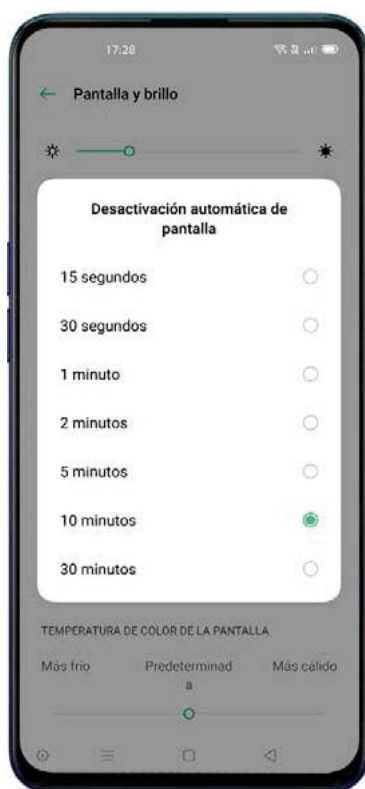 17:28
Pantalla y brillo
Desactivación automática de
pantalla
15 segundos
30 segundos
1 minuto
2 minutos
5 minutos
10 minutos
30 minutos
TEMPERATURA DE COLOR DE LA PANTALLA
Más frío Predeterminad Más cálido
a